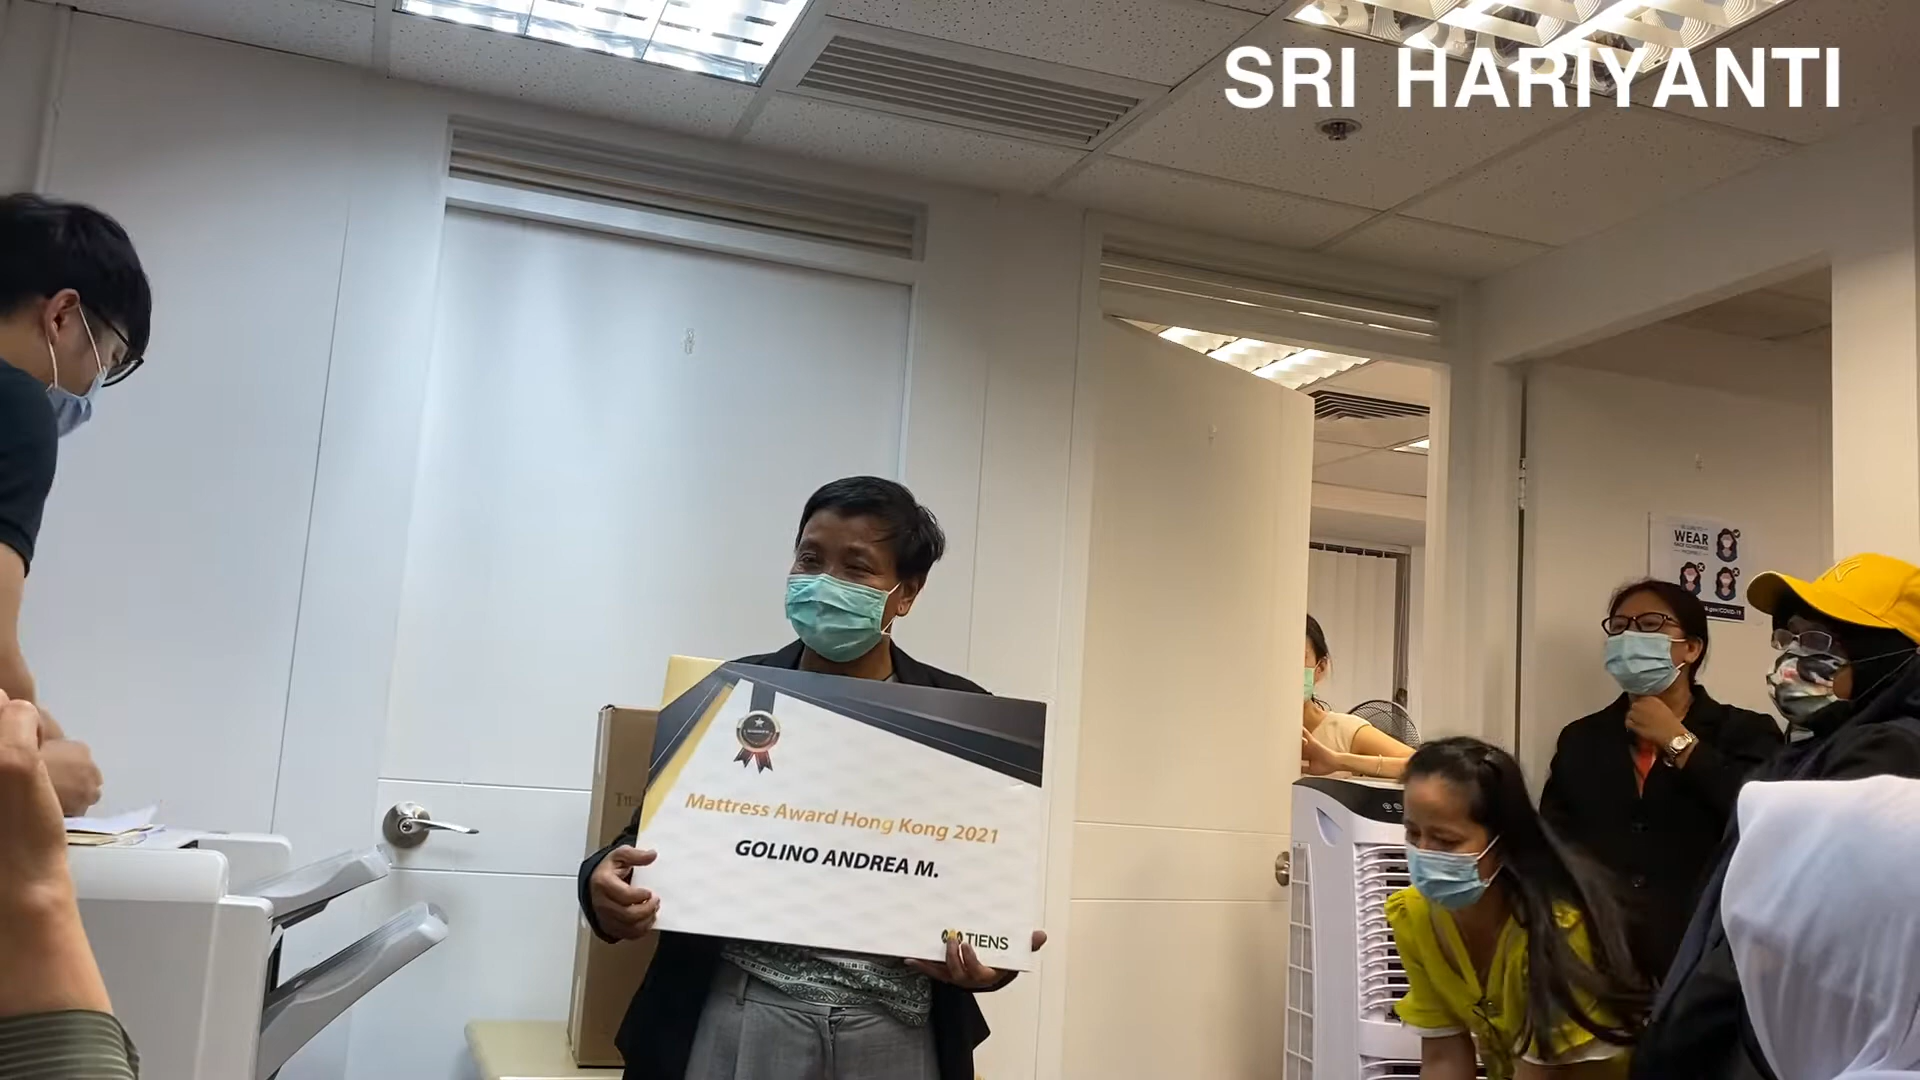 SRI HARIYANTI
WEAR
Mattress Award Hong Kong 2021
GOLINO ANDREA M.
TIENS